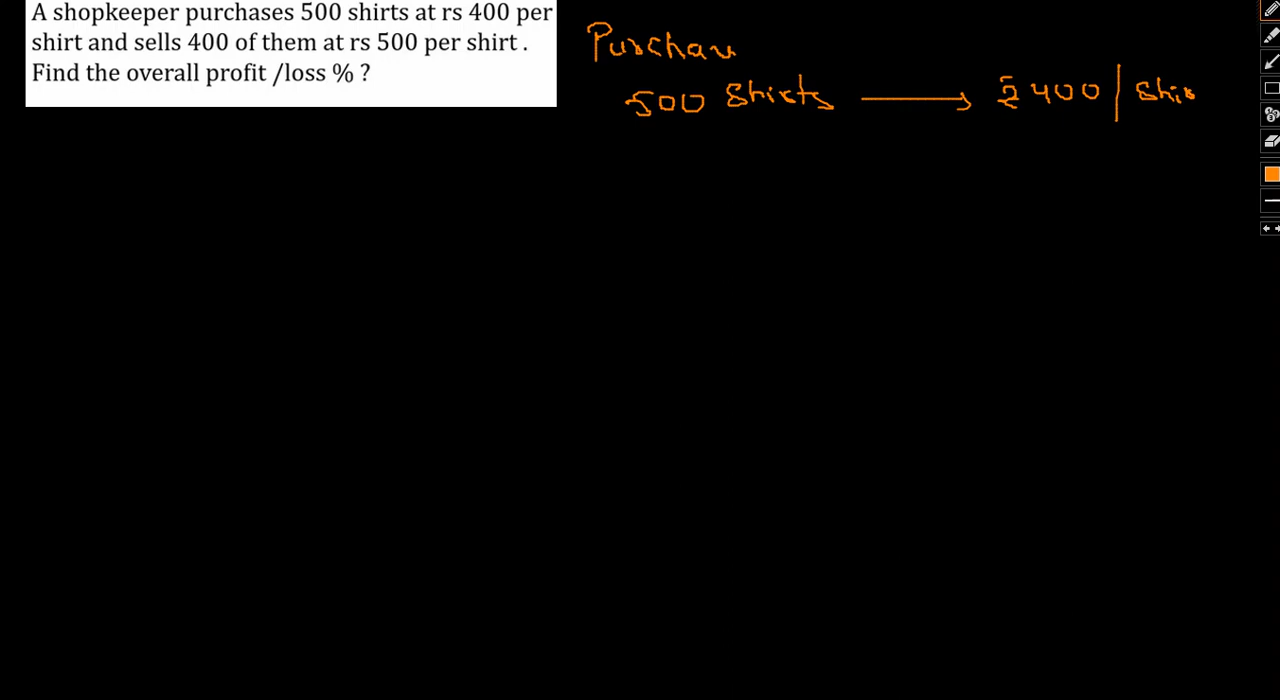 A shopkeeper purchases 500 shirts at rs 400 per
shirt and sells 400 of them at rs 500 per shirt .
Find the overall profit /loss % ?
Purchase
500 Shirts → ₹ 400 / Shir